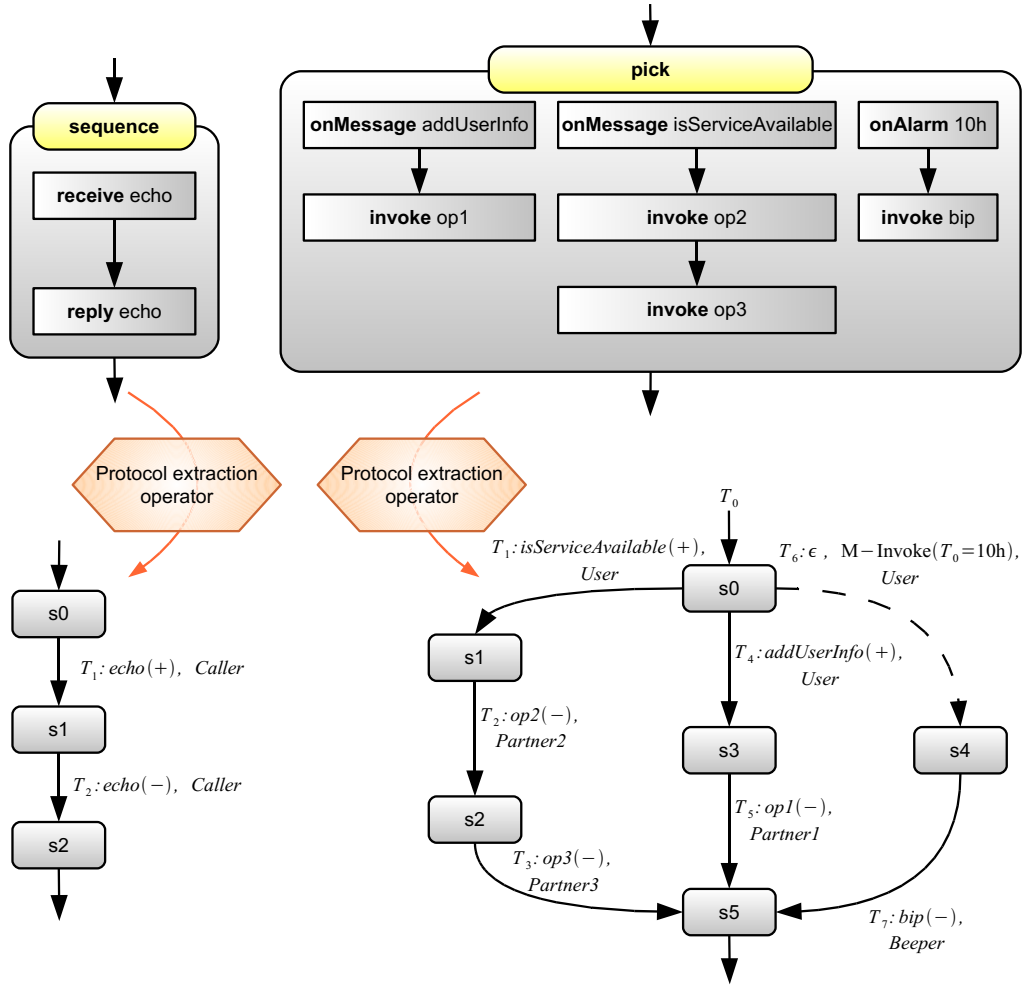 sequence
receive echo
reply echo
pick
onMessage addUserInfo
onMessage isServiceAvailable
onAlarm 10h
invoke op1
invoke op2
invoke bip
invoke op3
Protocol extraction
operator
Protocol extraction
operator
s0
T₁:echo(+), Caller
s1
T₂:echo(−), Caller
s2
T₀
T₁:isServiceAvailable(+),
User
T₆:ϵ , M−Invoke(T₀=10h),
User
s0
s1
T₄:addUserInfo(+),
User
T₂:op2(−),
Partner2
s3
s4
s2
T₅:op1(−),
Partner1
T₃:op3(−),
Partner3
s5
T₇:bip(−),
Beeper